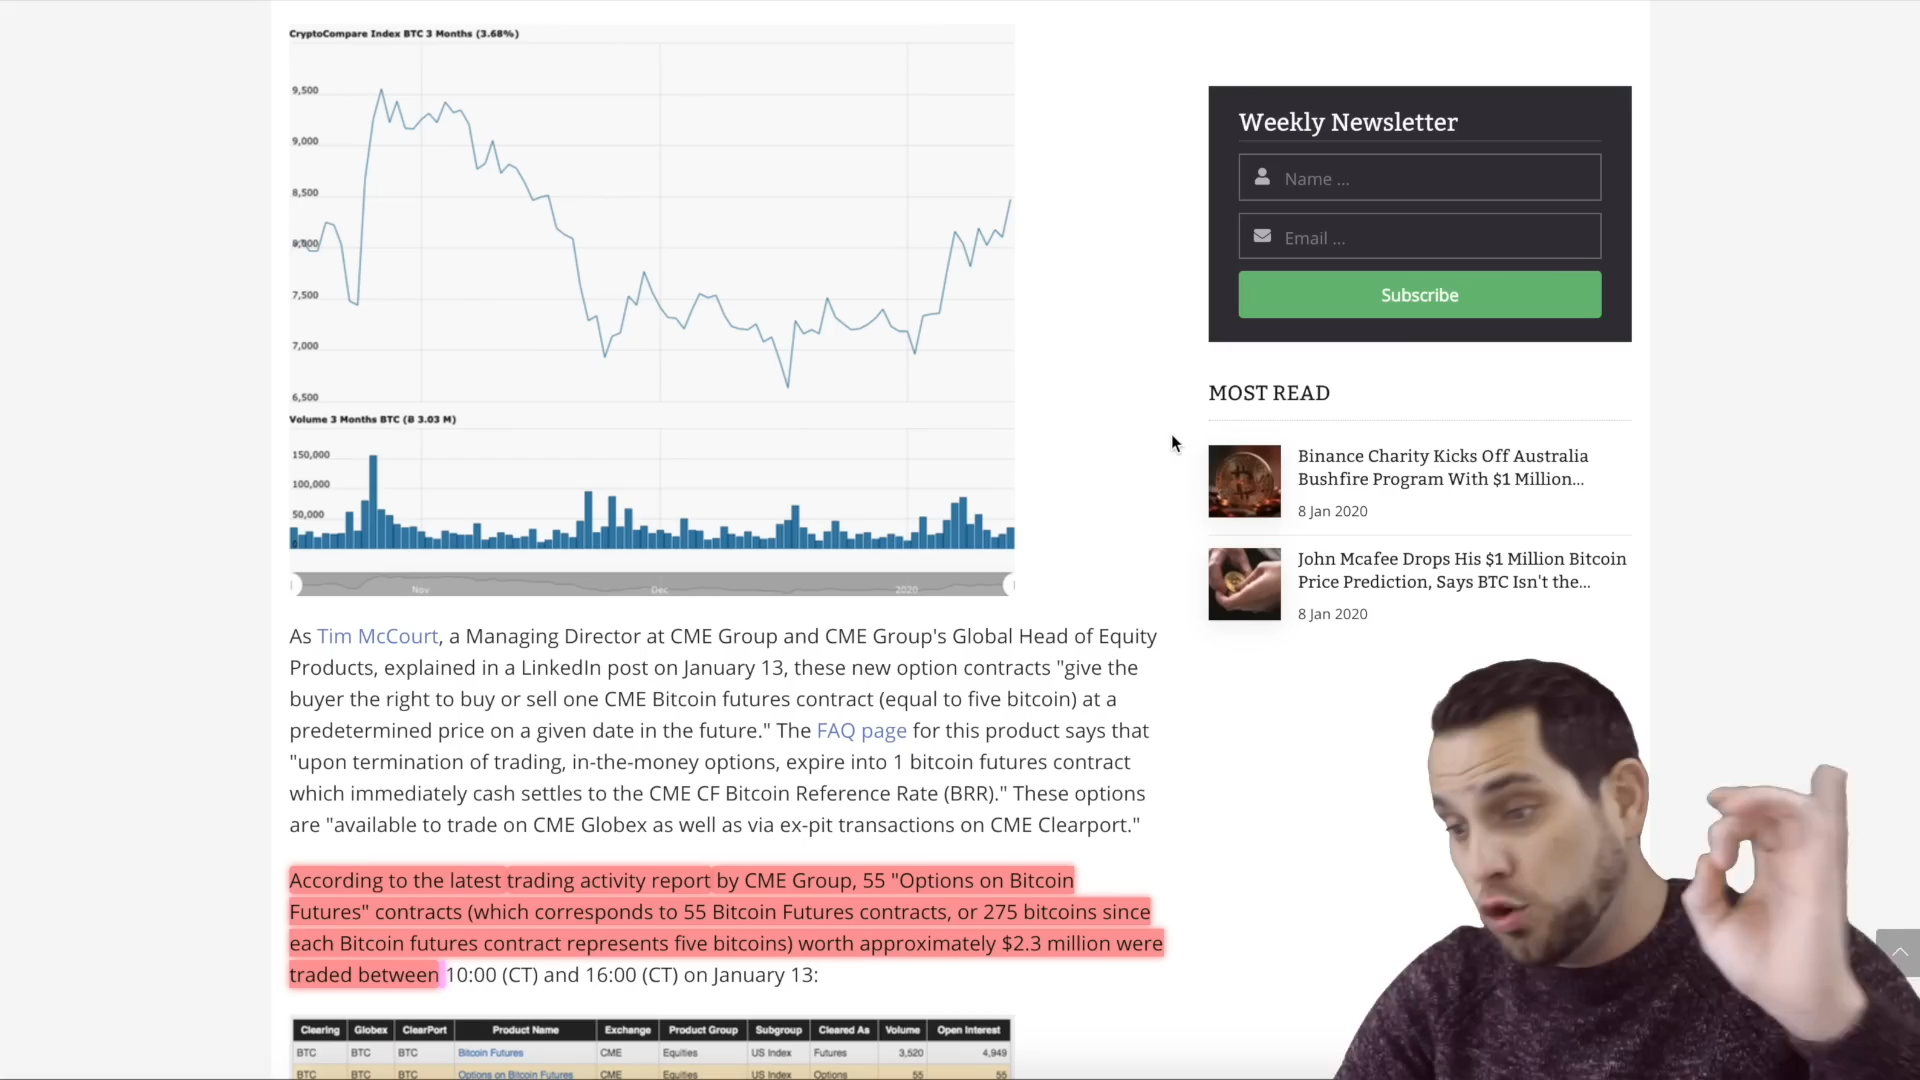 CryptoCompare Index BTC 3 Months (3.68%)
9,500
9,000
8,500
8,000
7,500
7,000
6,500
Volume 3 Months BTC (Ƀ 3.03 M)
150,000
100,000
50,000
0
Nov
Dec
2020
As Tim McCourt, a Managing Director at CME Group and CME Group's Global Head of Equity
Products, explained in a LinkedIn post on January 13, these new option contracts "give the
buyer the right to buy or sell one CME Bitcoin futures contract (equal to five bitcoin) at a
predetermined price on a given date in the future." The FAQ page for this product says that
"upon termination of trading, in-the-money options, expire into 1 bitcoin futures contract
which immediately cash settles to the CME CF Bitcoin Reference Rate (BRR)." These options
are "available to trade on CME Globex as well as via ex-pit transactions on CME Clearport."
According to the latest trading activity report by CME Group, 55 "Options on Bitcoin
Futures" contracts (which corresponds to 55 Bitcoin Futures contracts, or 275 bitcoins since
each Bitcoin futures contract represents five bitcoins) worth approximately $2.3 million were
traded between 10:00 (CT) and 16:00 (CT) on January 13:
Clearing Globex ClearPort Product Name Exchange Product Group Subgroup Cleared As Volume Open Interest
BTC BTC BTC Bitcoin Futures CME Equities US Index Futures 3,520 4,949
BTC BTC BTC Options on Bitcoin Futures CME Equities US Index Options 55 55
Weekly Newsletter
Name ...
Email ...
Subscribe
MOST READ
Binance Charity Kicks Off Australia
Bushfire Program With $1 Million...
8 Jan 2020
John Mcafee Drops His $1 Million Bitcoin
Price Prediction, Says BTC Isn't the...
8 Jan 2020